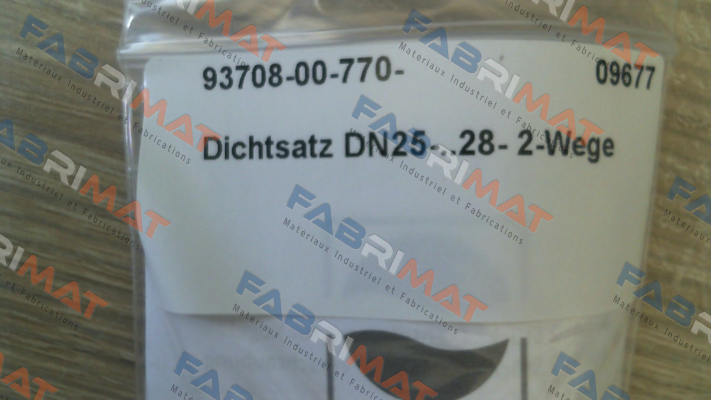 93708-00-770- 09677
Dichtsatz DN25-..28- 2-Wege
FABRIMAT
Materiaux Industriel et Fabrications